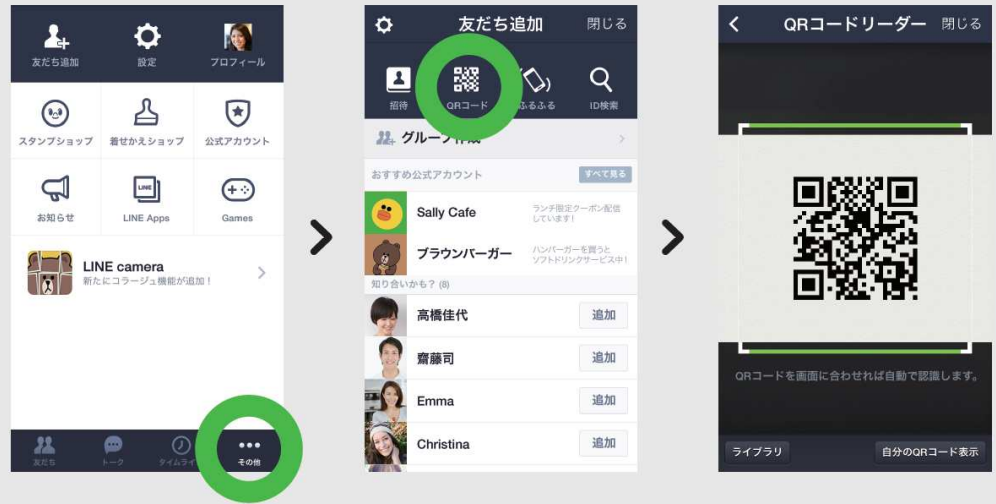 友だち追加
設定
プロフィール
スタンプショップ
着せかえショップ
公式アカウント
お知らせ
LINE
LINE Apps
Games
LINE camera
新たにコラージュ機能が追加！
友だち
トーク
タイムライ
その他
友だち追加
閉じる
招待
QRコード
ふるふる
ID検索
グループ作成
おすすめ公式アカウント
すべて見る
Sally Cafe
ランチ限定クーポン配信
しています！
ブラウンバーガー
ハンバーガーを買うと
ソフトドリンクサービス中！
知り合いかも？ (8)
高橋佳代
追加
齋藤司
追加
Emma
追加
Christina
追加
QRコードリーダー
閉じる
QRコードを画面に合わせれば自動で認識します。
ライブラリ
自分のQRコード表示